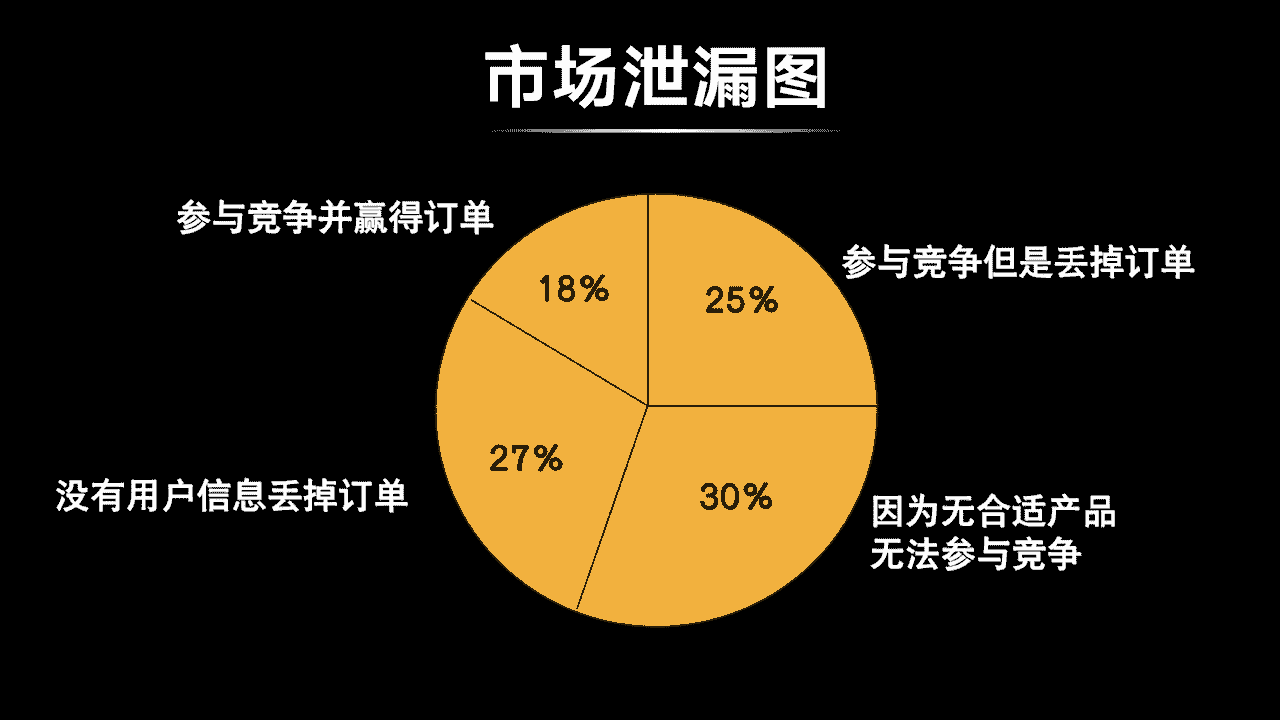 市场泄漏图
参与竞争并赢得订单
参与竞争但是丢掉订单
18%
25%
27%
30%
没有用户信息丢掉订单
因为无合适产品
无法参与竞争